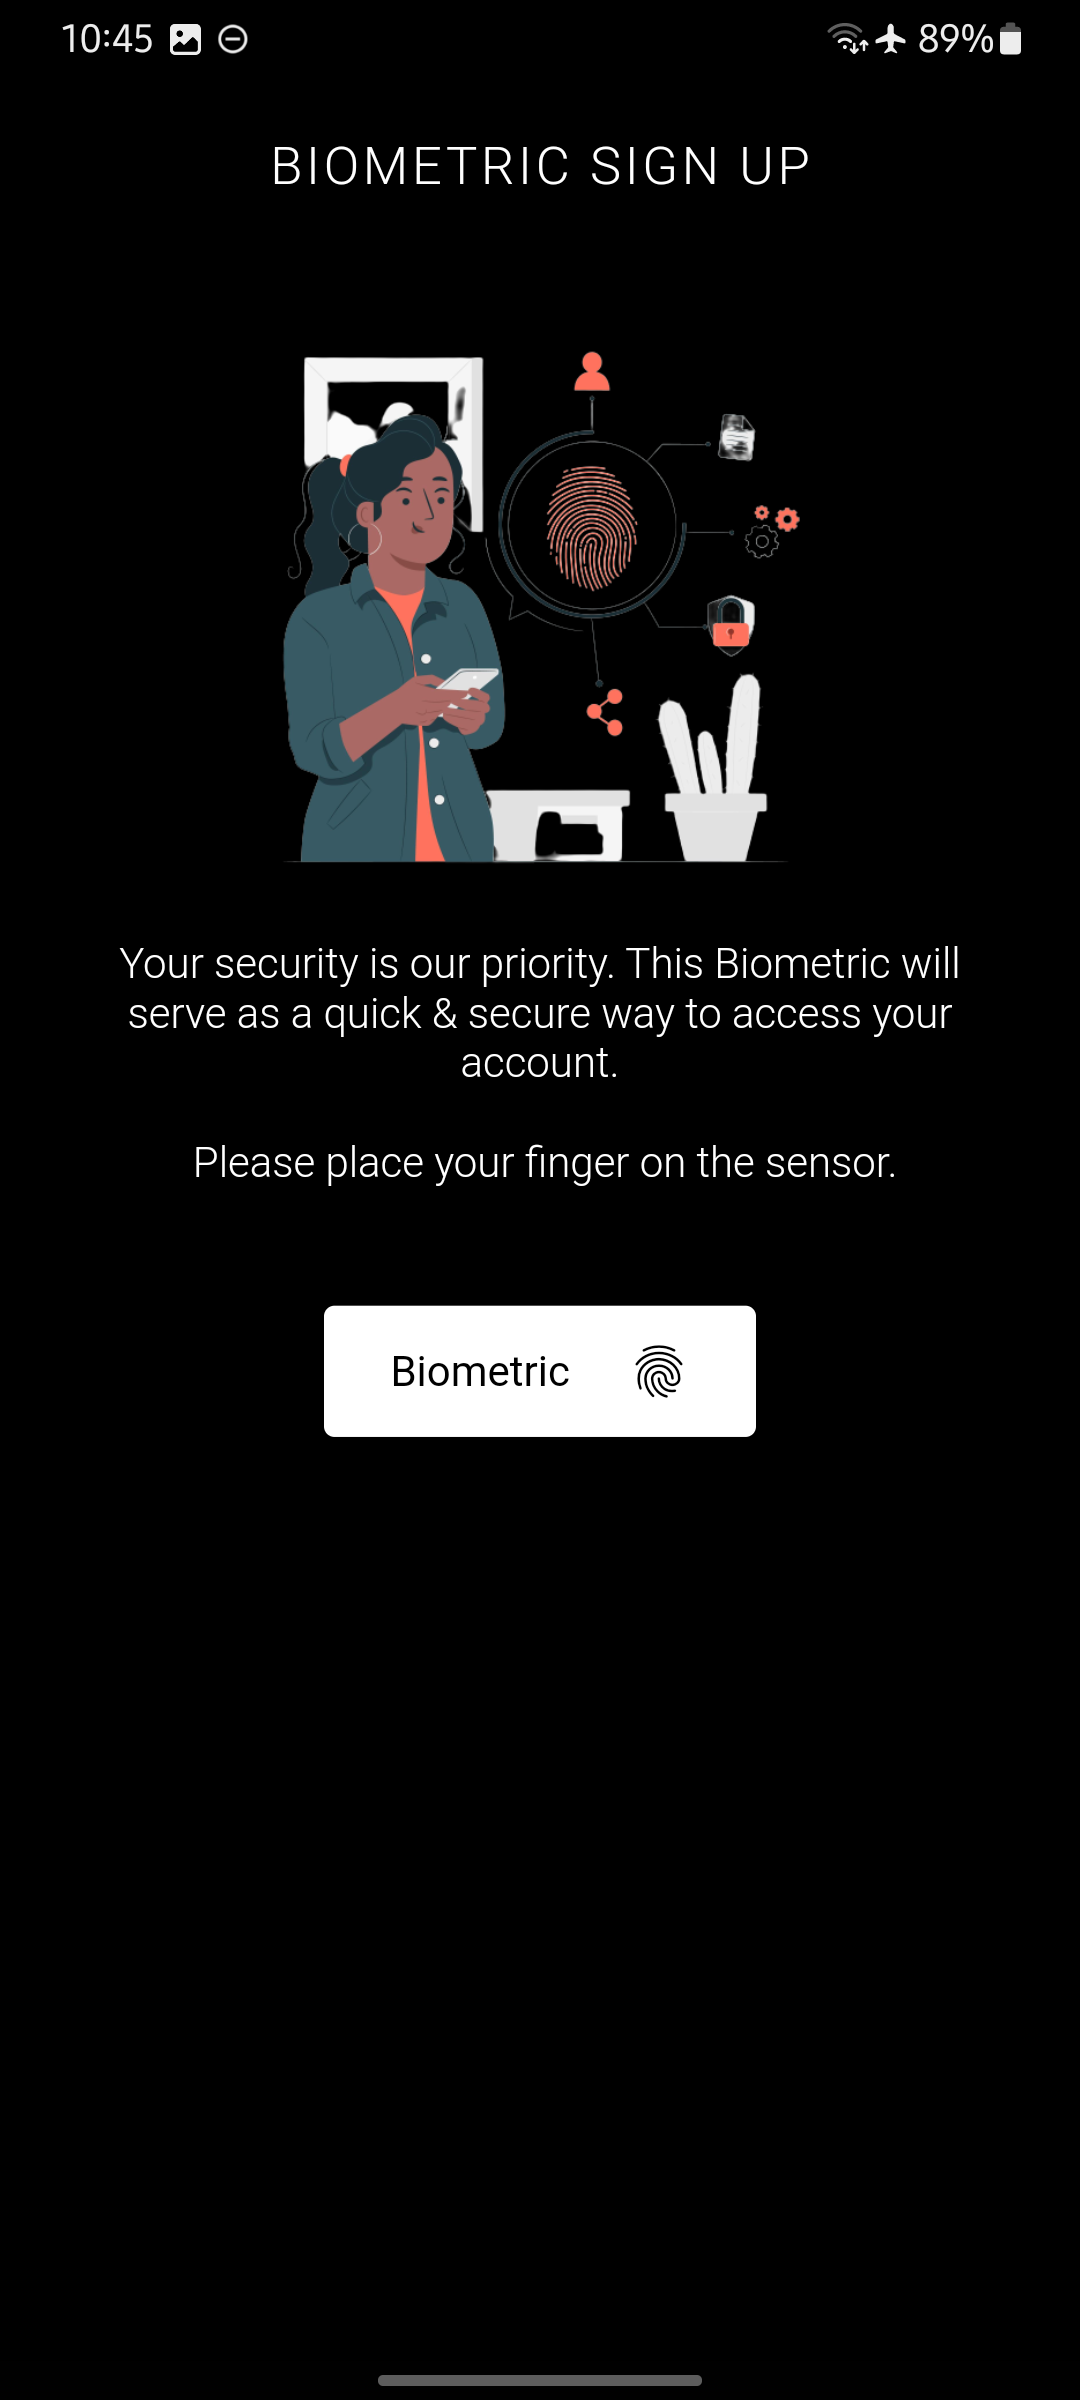 10:45
89%
BIOMETRIC SIGN UP
Your security is our priority. This Biometric will
serve as a quick & secure way to access your
account.
Please place your finger on the sensor.
Biometric